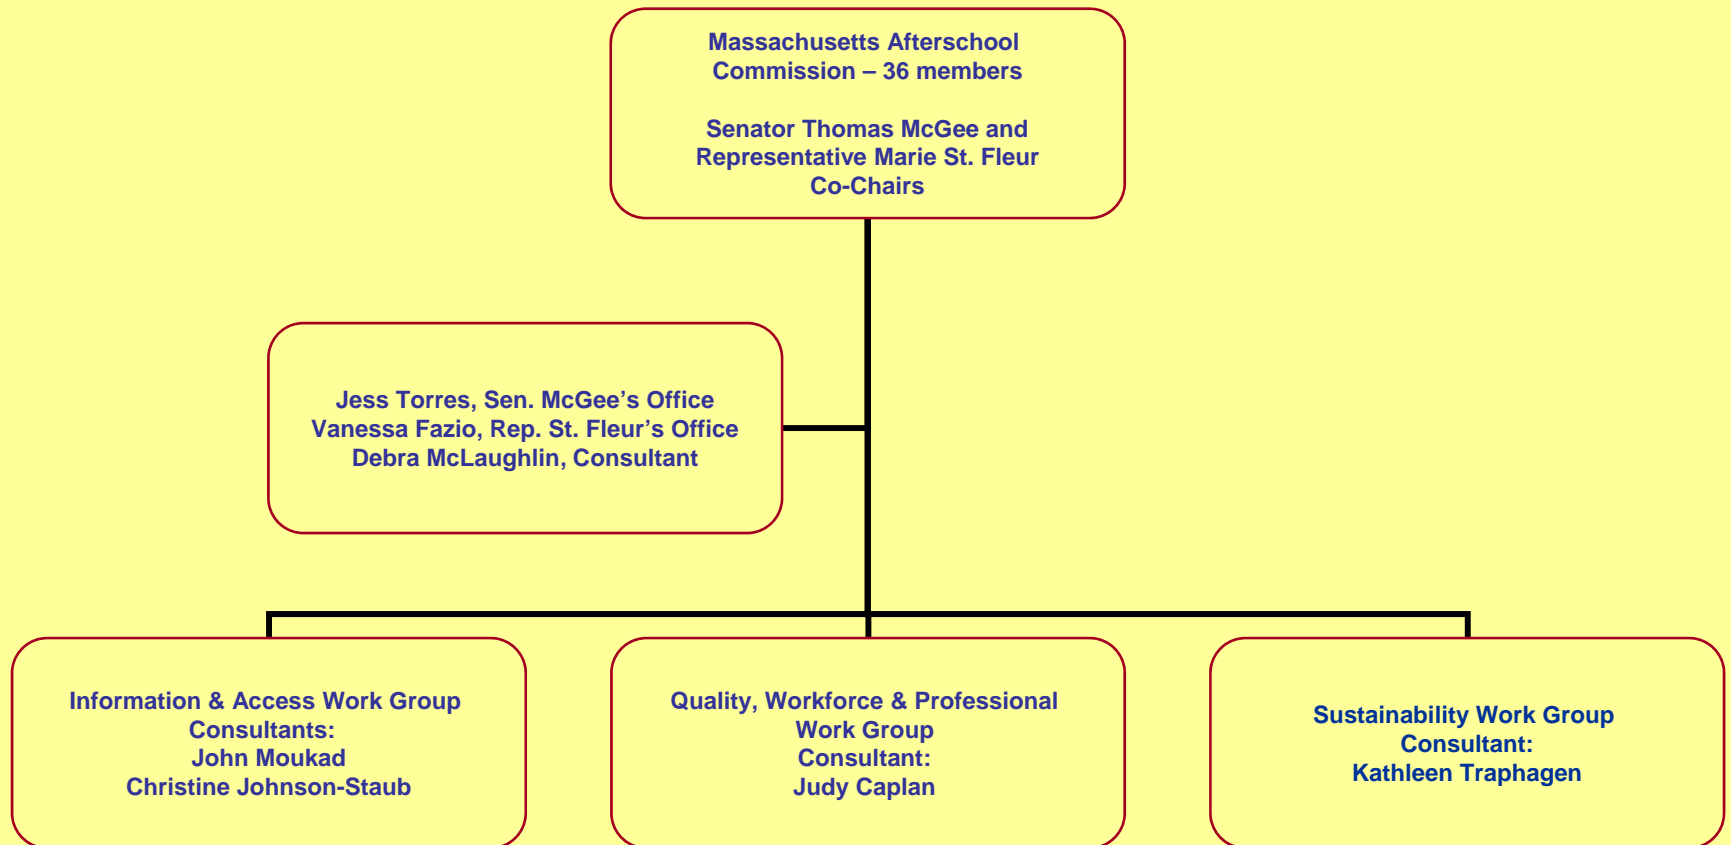 Massachusetts Afterschool
Commission – 36 members
Senator Thomas McGee and
Representative Marie St. Fleur
Co-Chairs
Jess Torres, Sen. McGee’s Office
Vanessa Fazio, Rep. St. Fleur’s Office
Debra McLaughlin, Consultant
Information & Access Work Group
Consultants:
John Moukad
Christine Johnson-Staub
Quality, Workforce & Professional
Work Group
Consultant:
Judy Caplan
Sustainability Work Group
Consultant:
Kathleen Traphagen